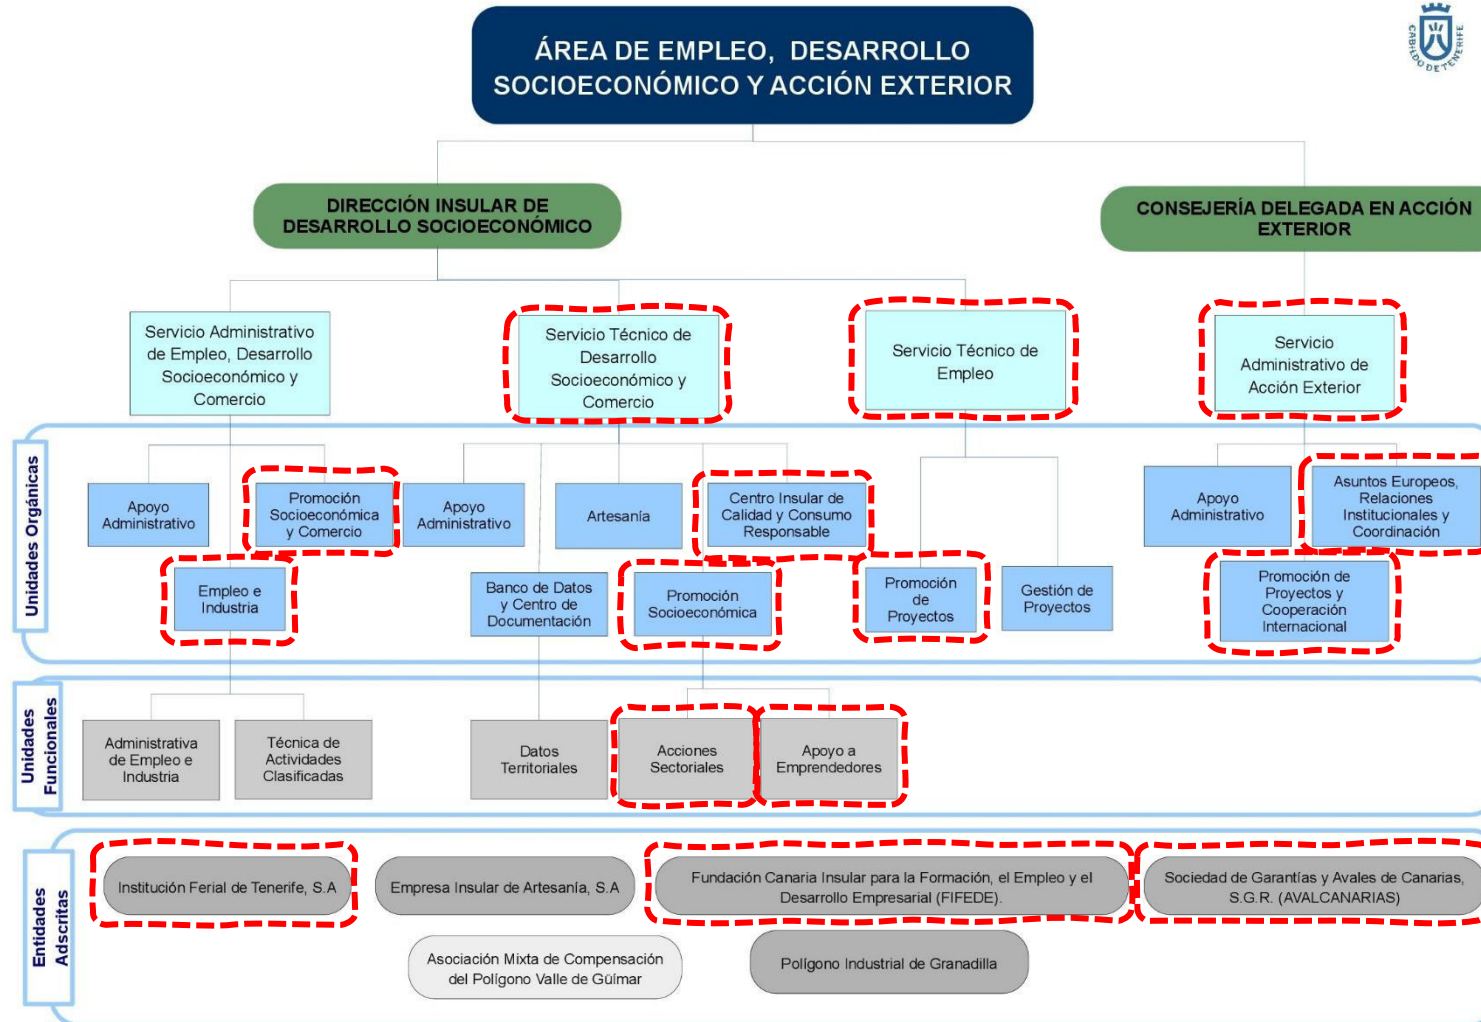 ÁREA DE EMPLEO, DESARROLLO
SOCIOECONÓMICO Y ACCIÓN EXTERIOR
CABILDO DE TENERIFE
DIRECCIÓN INSULAR DE
DESARROLLO SOCIOECONÓMICO
CONSEJERÍA DELEGADA EN ACCIÓN
EXTERIOR
Servicio Administrativo
de Empleo, Desarrollo
Socioeconómico y
Comercio
Servicio Técnico de
Desarrollo
Socioeconómico y
Comercio
Servicio Técnico de
Empleo
Servicio
Administrativo de
Acción Exterior
Unidades Orgánicas
Apoyo
Administrativo
Promoción
Socioeconómica
y Comercio
Apoyo
Administrativo
Artesanía
Centro Insular de
Calidad y Consumo
Responsable
Apoyo
Administrativo
Asuntos Europeos,
Relaciones
Institucionales y
Coordinación
Empleo e
Industria
Banco de Datos
y Centro de
Documentación
Promoción
Socioeconómica
Promoción
de
Proyectos
Gestión de
Proyectos
Promoción de
Proyectos y
Cooperación
Internacional
Unidades
Funcionales
Administrativa
de Empleo e
Industria
Técnica de
Actividades
Clasificadas
Datos
Territoriales
Acciones
Sectoriales
Apoyo a
Emprendedores
Entidades
Adscritas
Institución Ferial de Tenerife, S.A
Empresa Insular de Artesanía, S.A
Fundación Canaria Insular para la Formación, el Empleo y el
Desarrollo Empresarial (FIFEDE).
Sociedad de Garantías y Avales de Canarias,
S.G.R. (AVALCANARIAS)
Asociación Mixta de Compensación
del Polígono Valle de Güímar
Polígono Industrial de Granadilla